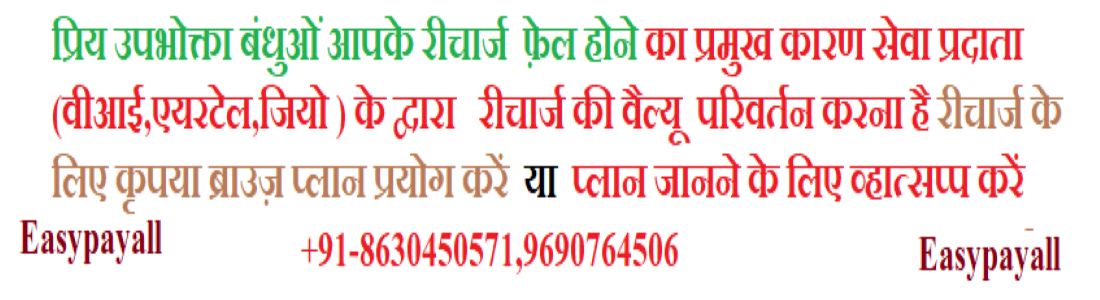 प्रिय उपभोक्ता बंधुओं आपके रीचार्ज फ़ेल होने का प्रमुख कारण सेवा प्रदाता
(वीआई,एयरटेल,जियो ) के द्वारा रीचार्ज की वैल्यू परिवर्तन करना है रीचार्ज के
लिए कृपया ब्राउज़ प्लान प्रयोग करें या प्लान जानने के लिए व्हात्सप्प करें
Easypayall +91-8630450571,9690764506 Easypayall